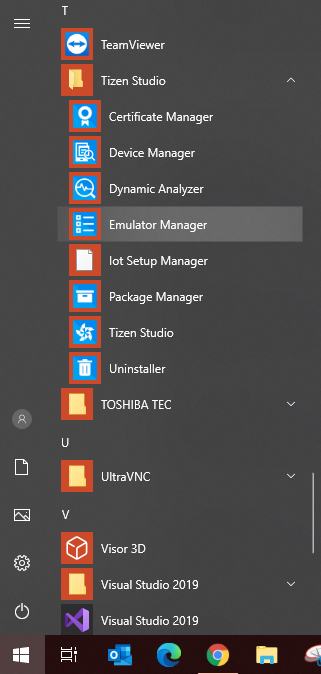 T
TeamViewer
Tizen Studio
Certificate Manager
Device Manager
Dynamic Analyzer
Emulator Manager
Iot Setup Manager
Package Manager
Tizen Studio
Uninstaller
TOSHIBA TEC
U
UltraVNC
V
Visor 3D
Visual Studio 2019
Visual Studio 2019